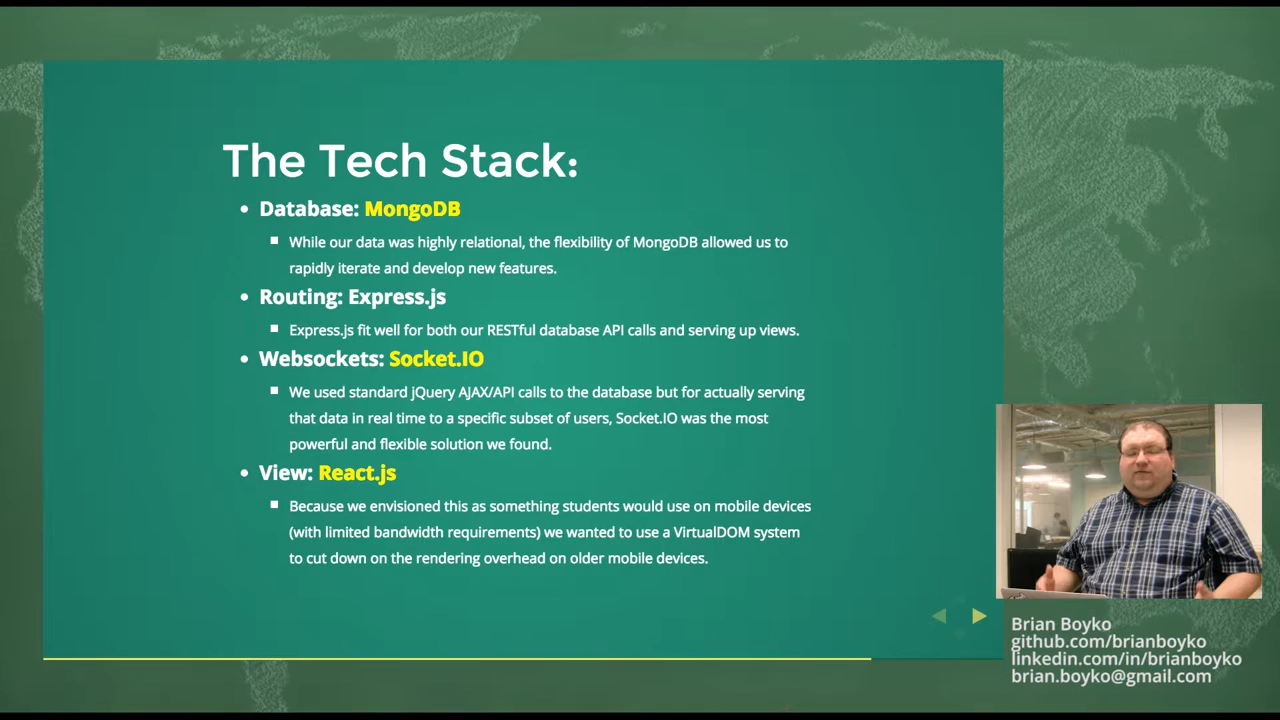 The Tech Stack:
• Database: MongoDB
▪ While our data was highly relational, the flexibility of MongoDB allowed us to
rapidly iterate and develop new features.
• Routing: Express.js
▪ Express.js fit well for both our RESTful database API calls and serving up views.
• Websockets: Socket.IO
▪ We used standard jQuery AJAX/API calls to the database but for actually serving
that data in real time to a specific subset of users, Socket.IO was the most
powerful and flexible solution we found.
• View: React.js
▪ Because we envisioned this as something students would use on mobile devices
(with limited bandwidth requirements) we wanted to use a VirtualDOM system
to cut down on the rendering overhead on older mobile devices.
Brian Boyko
github.com/brianboyko
linkedin.com/in/brianboyko
brian.boyko@gmail.com